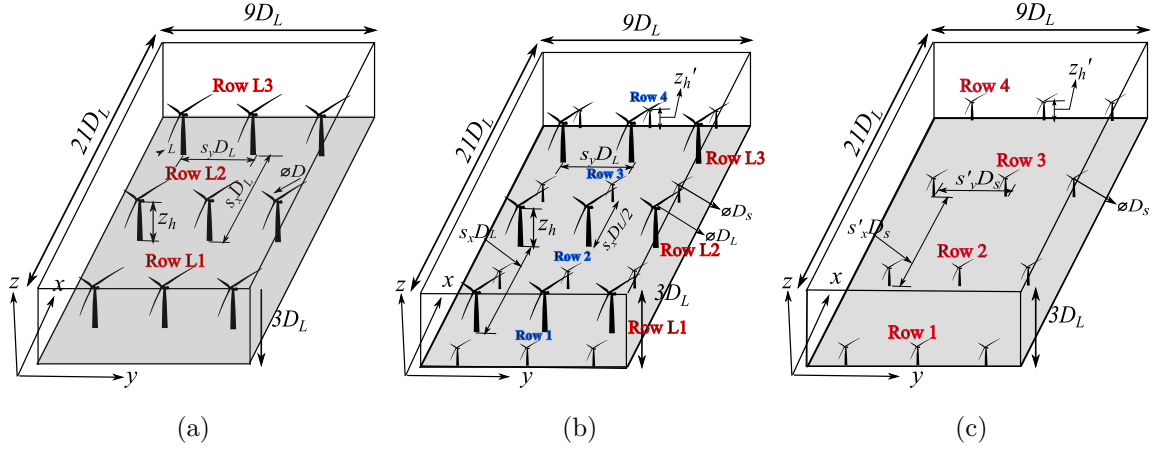 9D_L
21D_L
Row L3
L
s_yD_L
Row L2
s_xD_L
⌀D
z_h
Row L1
z
x
3D_L
y
(a)
9D_L
z_h'
Row 4
21D_L
s_yD_L
Row L3
Row 3
⌀D_s
z_h
s_xD_L/2
⌀D_L
s_xD_L
Row L2
Row 2
z
x
3D_L
Row L1
Row 1
y
(b)
9D_L
Row 4
z_h'
21D_L
Row 3
s'_yD_s
⌀D_s
s'_xD_s
Row 2
z
x
3D_L
Row 1
y
(c)